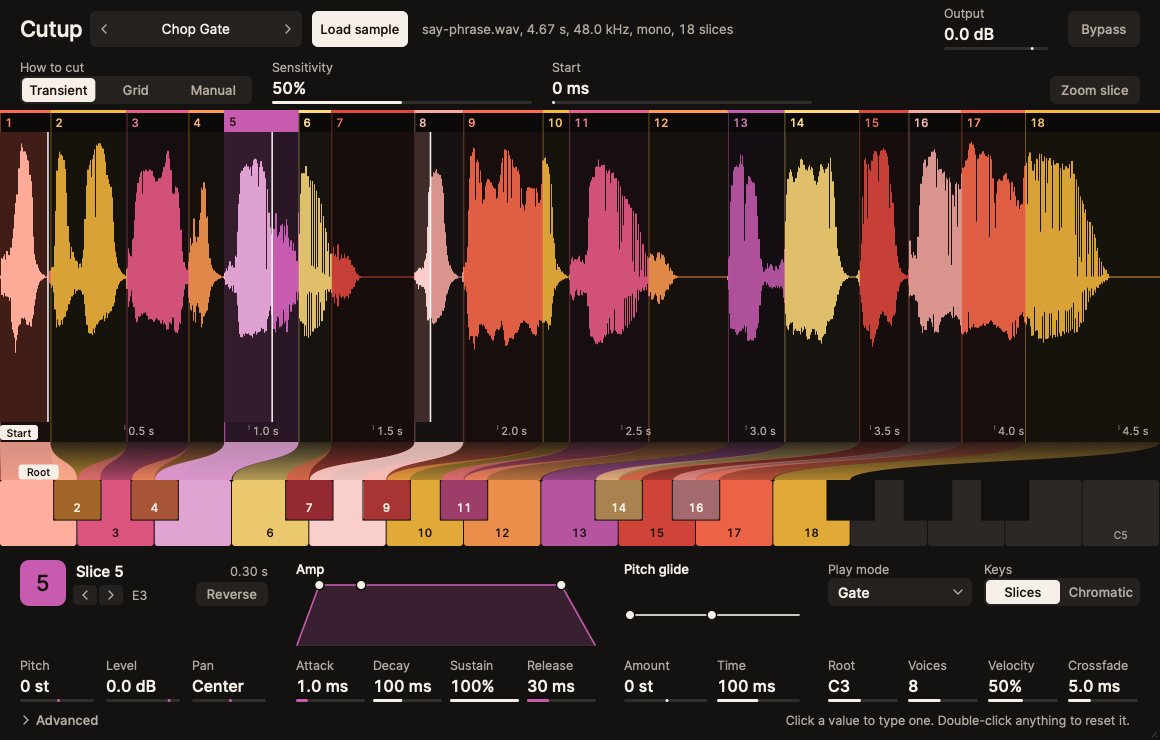 Cutup
Chop Gate
Load sample
say-phrase.wav, 4.67 s, 48.0 kHz, mono, 18 slices
Output
0.0 dB
Bypass
How to cut
Transient Grid Manual
Sensitivity
50%
Start
0 ms
Zoom slice
1 2 3 4 5 6 7 8 9 10 11 12 13 14 15 16 17 18
Start
0.5 s 1.0 s 1.5 s 2.0 s 2.5 s 3.0 s 3.5 s 4.0 s 4.5 s
Root
2 4 7 9 11 14 16
3 6 10 12 13 15 17 18 C5
5
Slice 5
0.30 s
E3
Reverse
Amp
Pitch glide
Play mode
Gate
Keys
Slices Chromatic
Pitch Level Pan Attack Decay Sustain Release Amount Time Root Voices Velocity Crossfade
0 st 0.0 dB Center 1.0 ms 100 ms 100% 30 ms 0 st 100 ms C3 8 50% 5.0 ms
Advanced
Click a value to type one. Double-click anything to reset it.